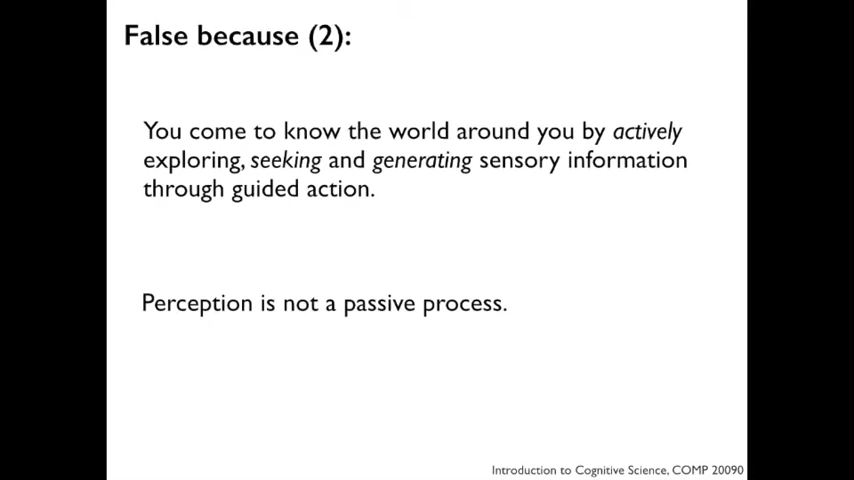 False because (2):
You come to know the world around you by actively
exploring, seeking and generating sensory information
through guided action.
Perception is not a passive process.
Introduction to Cognitive Science, COMP 20090